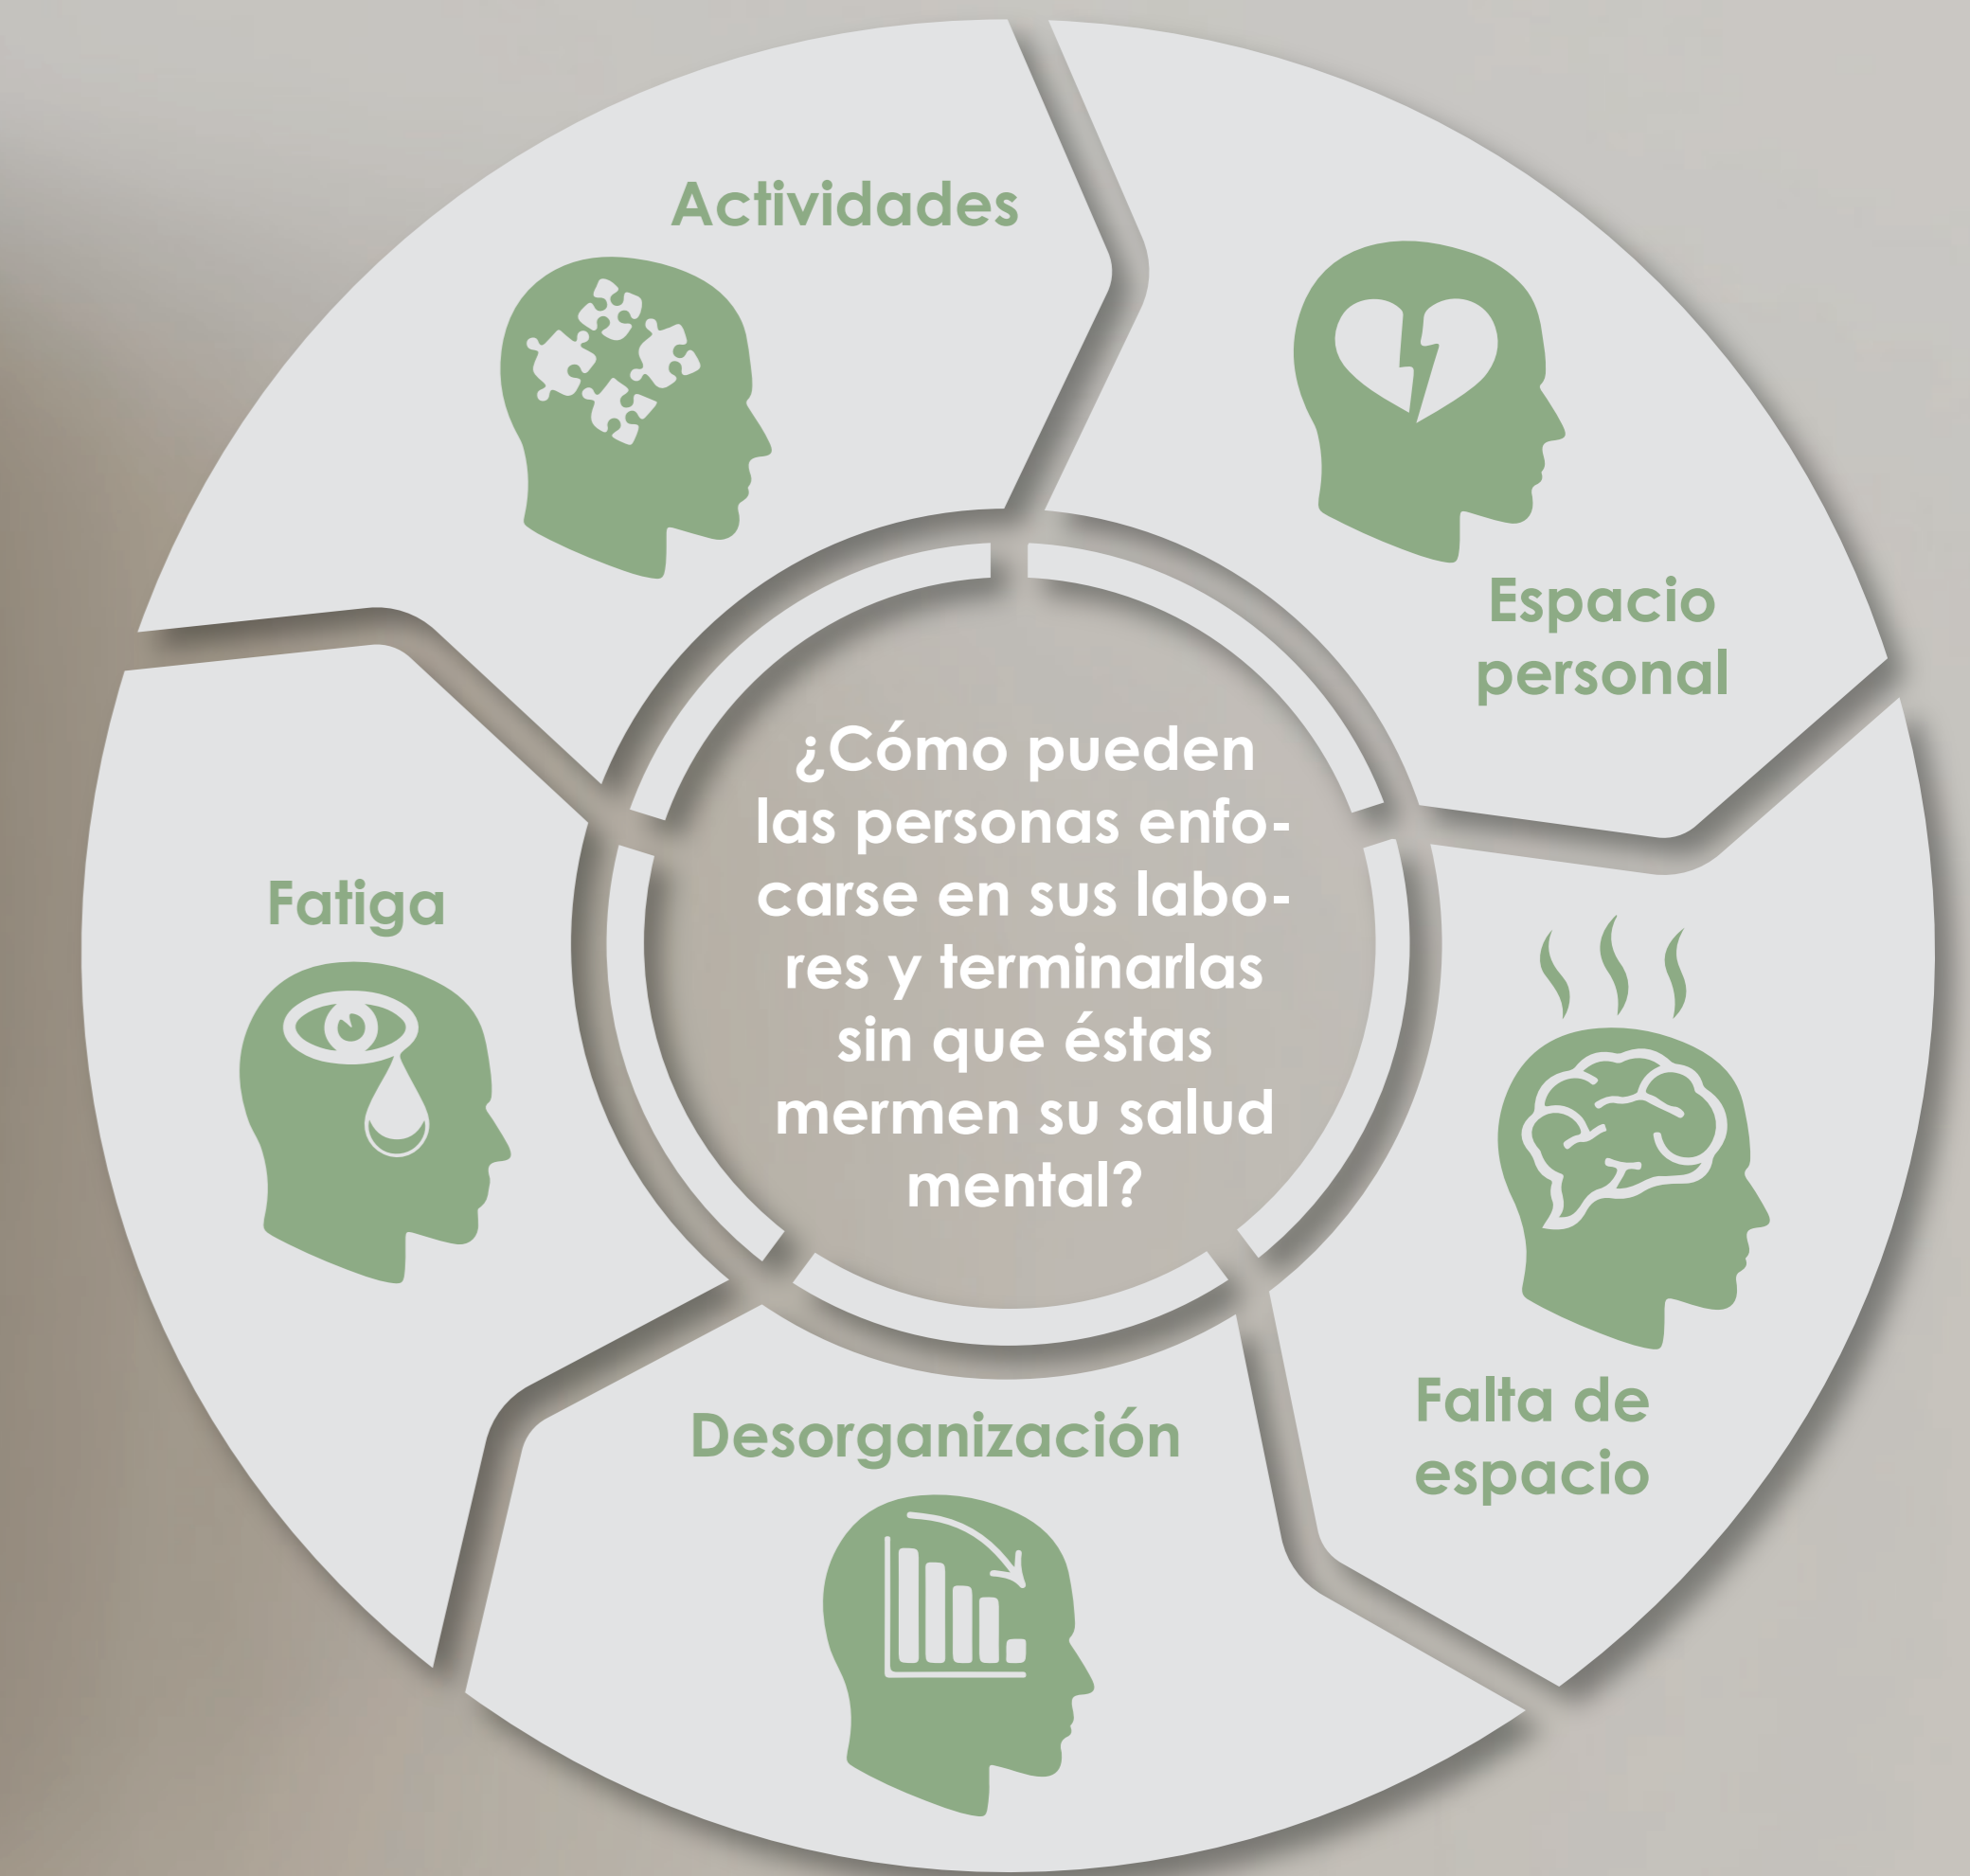 Actividades
Espacio
personal
¿Cómo pueden
las personas enfo-
carse en sus labo-
res y terminarlas
sin que éstas
mermen su salud
mental?
Fatiga
Falta de
espacio
Desorganización